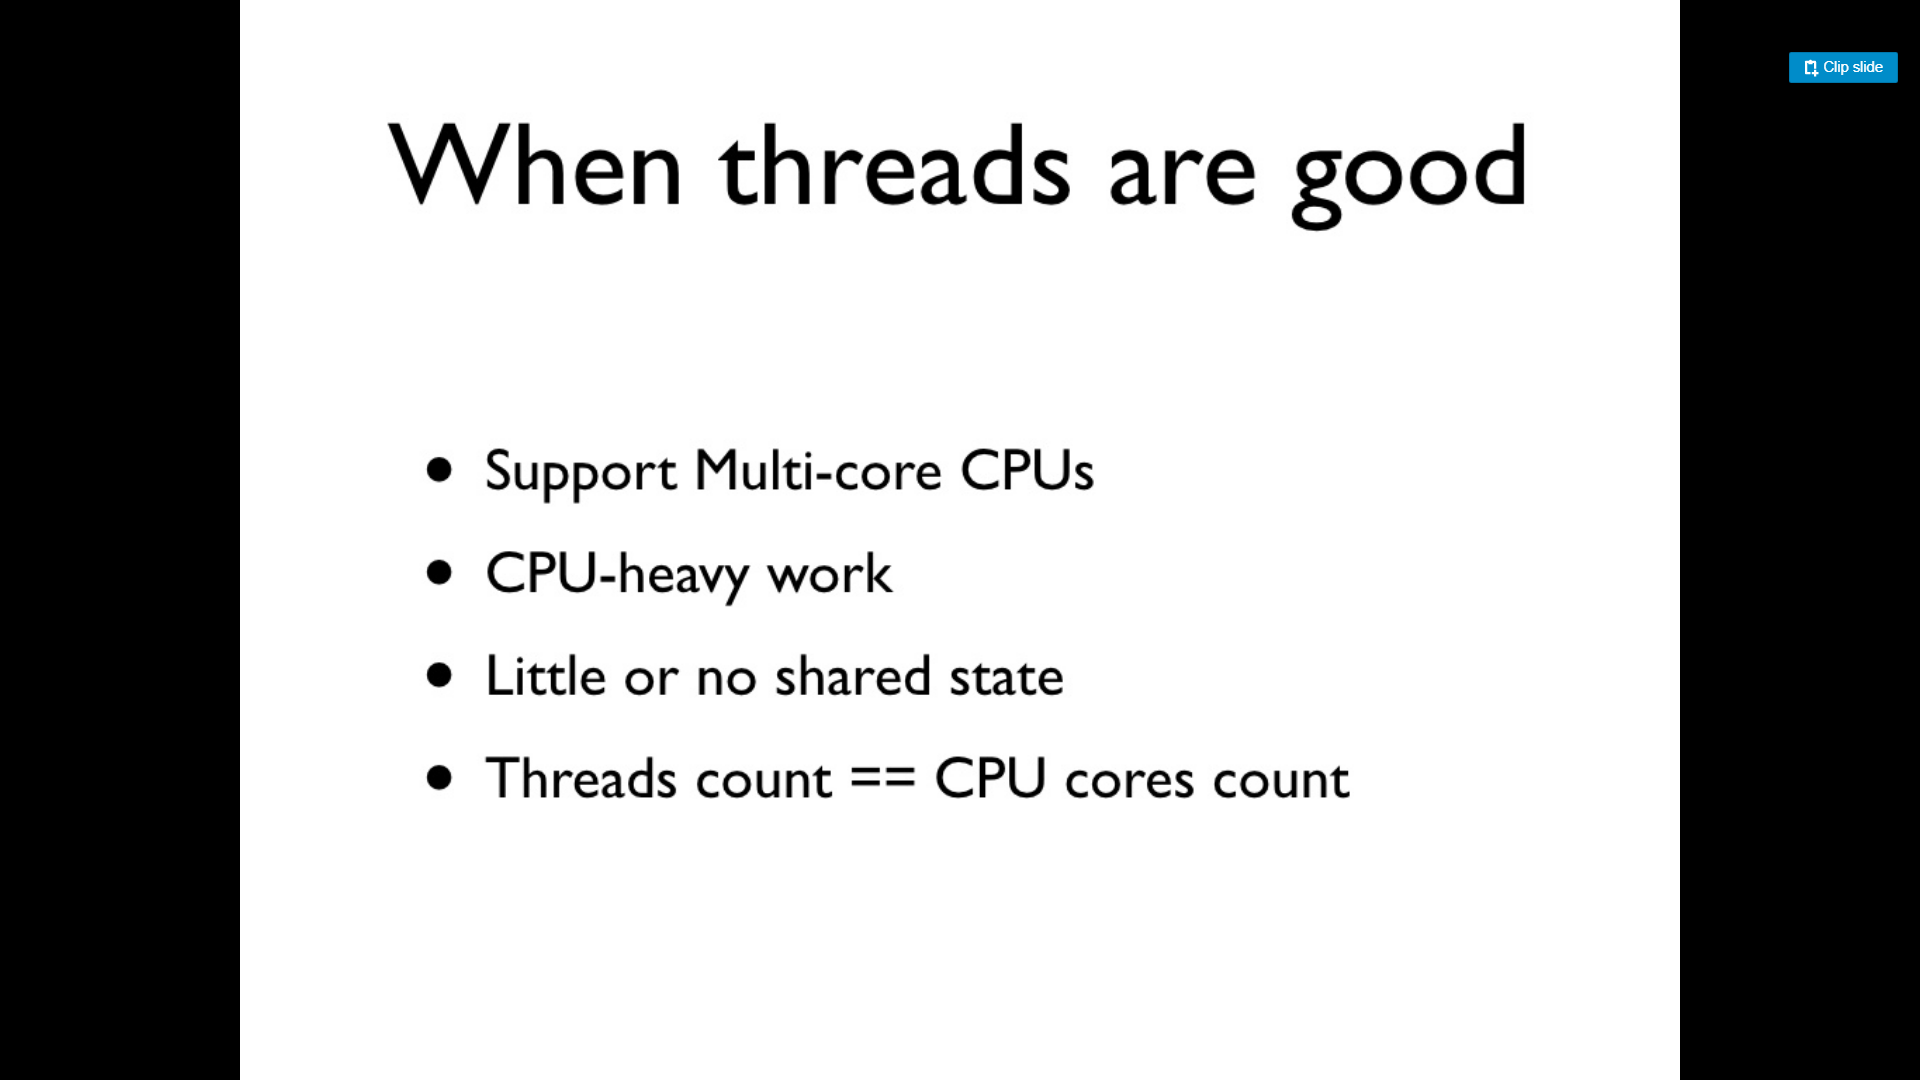 Clip slide
When threads are good
• Support Multi-core CPUs
• CPU-heavy work
• Little or no shared state
• Threads count == CPU cores count